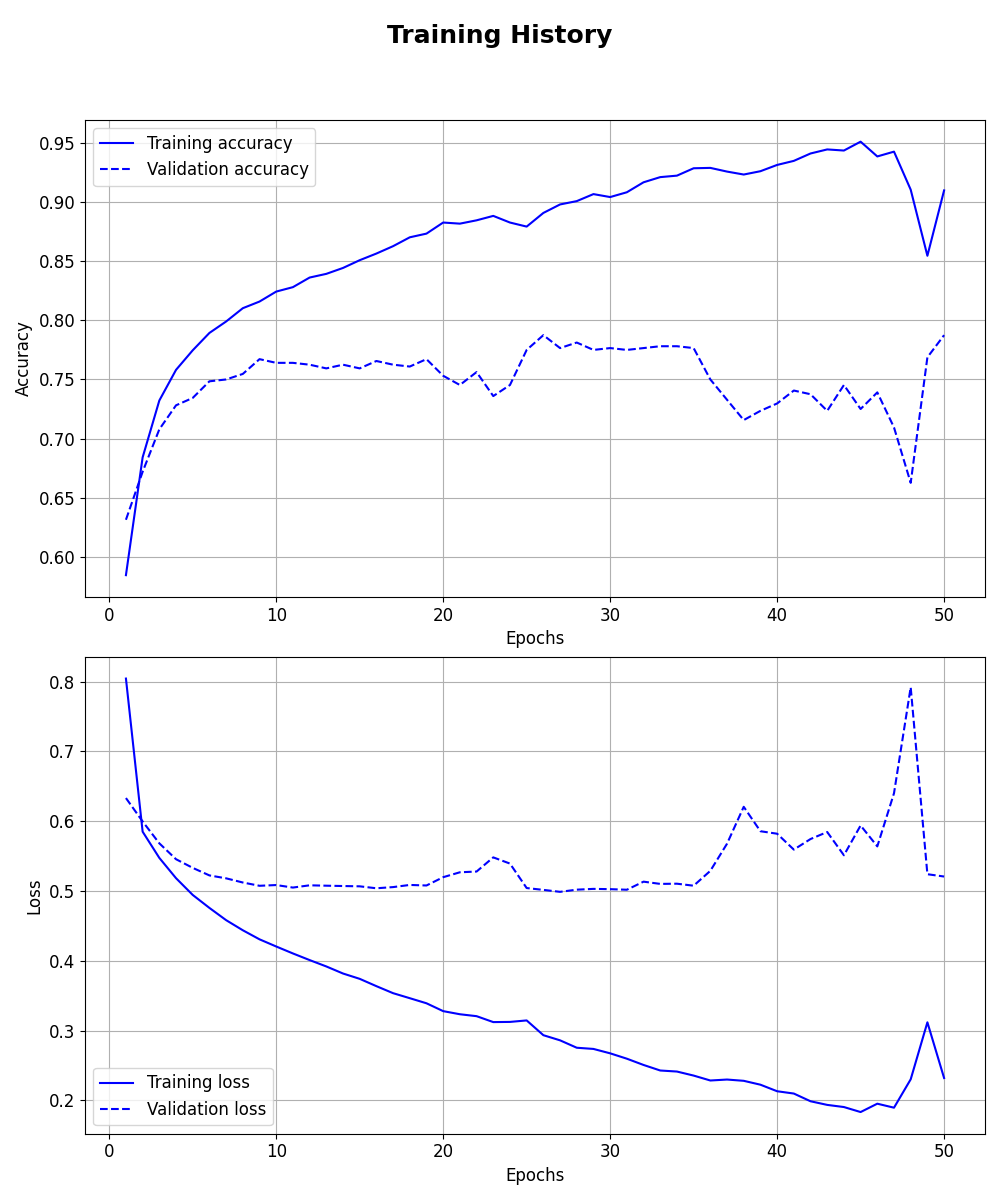 Training History
Training accuracy
Validation accuracy
0.95
0.90
0.85
0.80
0.75
0.70
0.65
0.60
Accuracy
0 10 20 30 40 50
Epochs
0.8
0.7
0.6
0.5
0.4
0.3
0.2
Loss
Training loss
Validation loss
0 10 20 30 40 50
Epochs